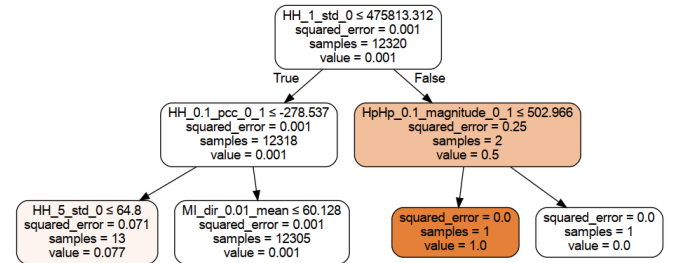 HH_1_std_0 ≤ 475813.312
squared_error = 0.001
samples = 12320
value = 0.001
True
False
HH_0.1_pcc_0_1 ≤ -278.537
squared_error = 0.001
samples = 12318
value = 0.001
HpHp_0.1_magnitude_0_1 ≤ 502.966
squared_error = 0.25
samples = 2
value = 0.5
HH_5_std_0 ≤ 64.8
squared_error = 0.071
samples = 13
value = 0.077
MI_dir_0.01_mean ≤ 60.128
squared_error = 0.001
samples = 12305
value = 0.001
squared_error = 0.0
samples = 1
value = 1.0
squared_error = 0.0
samples = 1
value = 0.0